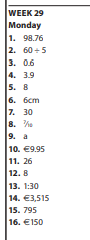 WEEK 29
Monday
1. 98.76
2. 60 ÷ 5
3. 0.6
4. 3.9
5. 8
6. 6cm
7. 30
8. 7⁄10
9. a
10. €9.95
11. 26
12. 8
13. 1:30
14. €3,515
15. 795
16. €150